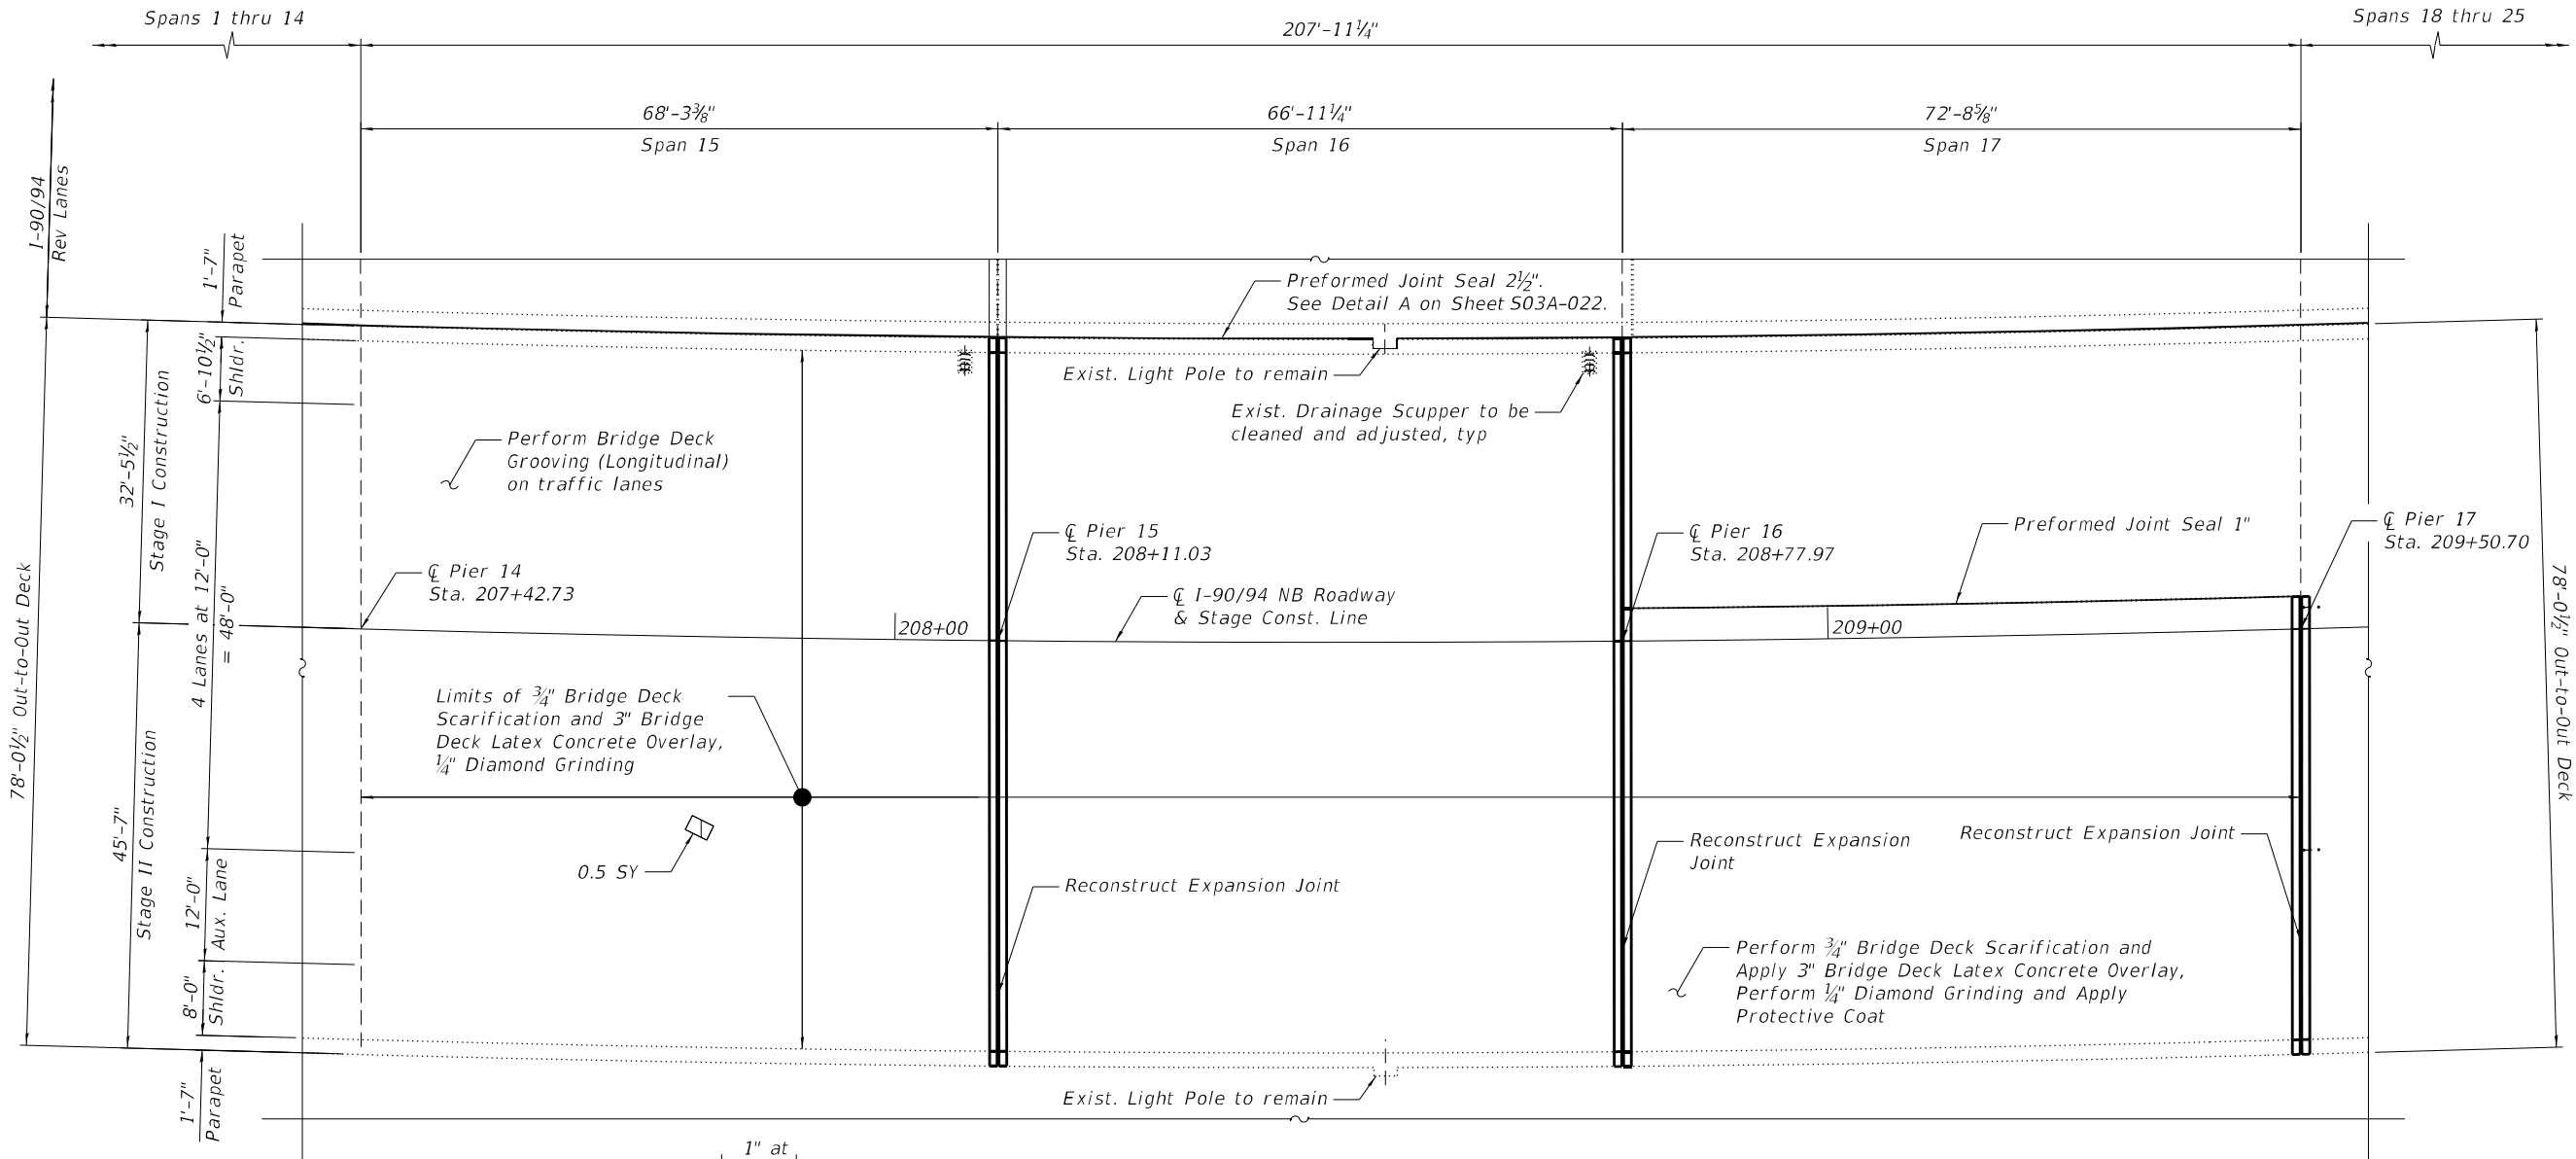 Spans 1 thru 14
207'-11¼"
Spans 18 thru 25
68'-3⅜"
Span 15
66'-11¼"
Span 16
72'-8⅝"
Span 17
I-90/94
Rev Lanes
1'-7"
Parapet
6'-10½"
Shldr.
32'-5½"
Stage I Construction
4 Lanes at 12'-0"
= 48'-0"
78'-0½" Out-to-Out Deck
45'-7"
Stage II Construction
12'-0"
Aux. Lane
8'-0"
Shldr.
1'-7"
Parapet
Preformed Joint Seal 2½".
See Detail A on Sheet S03A-022.
Exist. Light Pole to remain
Exist. Drainage Scupper to be
cleaned and adjusted, typ
Perform Bridge Deck
Grooving (Longitudinal)
on traffic lanes
℄ Pier 14
Sta. 207+42.73
℄ Pier 15
Sta. 208+11.03
℄ Pier 16
Sta. 208+77.97
Preformed Joint Seal 1"
℄ Pier 17
Sta. 209+50.70
℄ I-90/94 NB Roadway
& Stage Const. Line
208+00
209+00
78'-0½" Out-to-Out Deck
Limits of ¾" Bridge Deck
Scarification and 3" Bridge
Deck Latex Concrete Overlay,
¼" Diamond Grinding
0.5 SY
Reconstruct Expansion Joint
Reconstruct Expansion
Joint
Reconstruct Expansion Joint
Perform ¾" Bridge Deck Scarification and
Apply 3" Bridge Deck Latex Concrete Overlay,
Perform ¼" Diamond Grinding and Apply
Protective Coat
Exist. Light Pole to remain
1" at